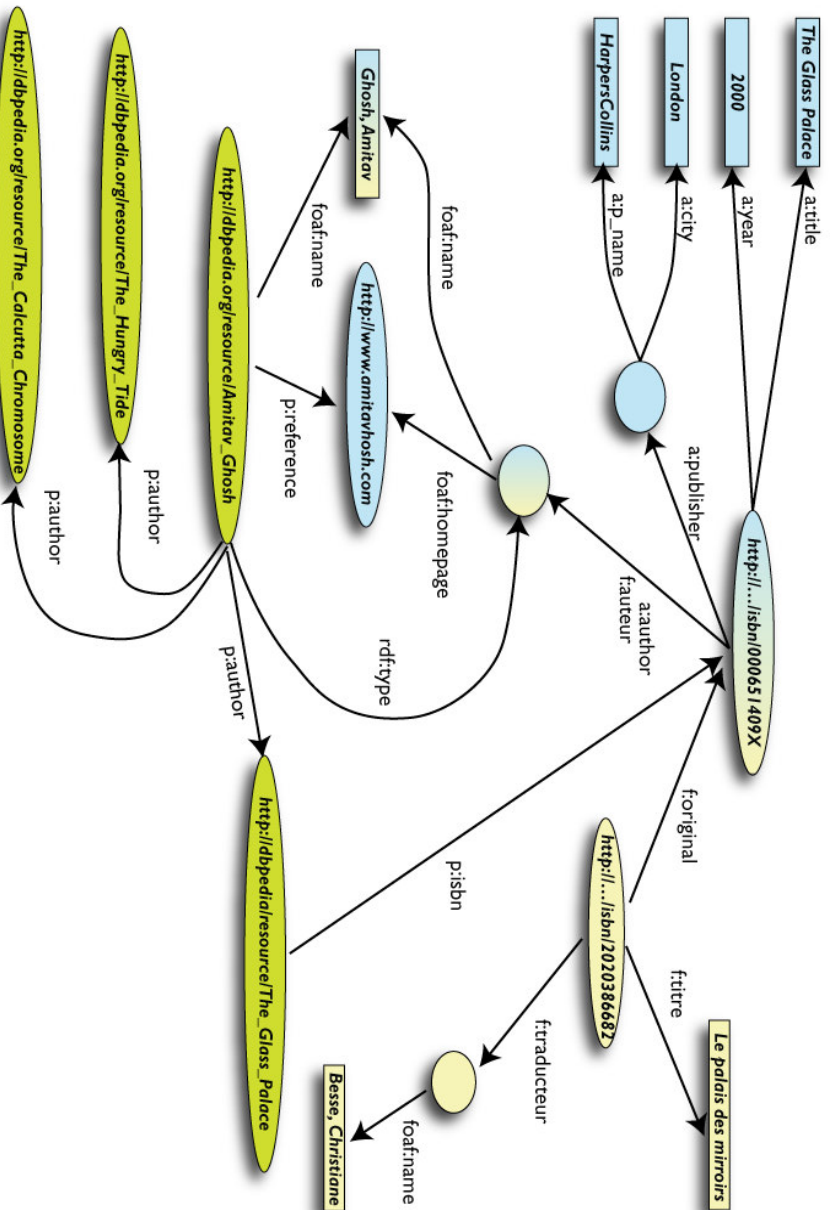 The Glass Palace
a:title
2000
a:year
London
a:city
HarpersCollins
a:p_name
http://…/isbn/000651409X
a:publisher
a:author
f:auteur
f:original
http://…/isbn/2020386682
f:titre
Le palais des mirroirs
f:traducteur
foaf:name
Besse, Christiane
Ghosh, Amitav
foaf:name
foaf:name
http://www.amitavhosh.com
foaf:homepage
p:reference
rdf:type
p:isbn
http://dbpedia.org/resource/Amitav_Ghosh
p:author
http://dbpedia/resource/The_Glass_Palace
http://dbpedia.org/resource/The_Hungry_Tide
p:author
http://dbpedia.org/resource/The_Calcutta_Chromosome
p:author